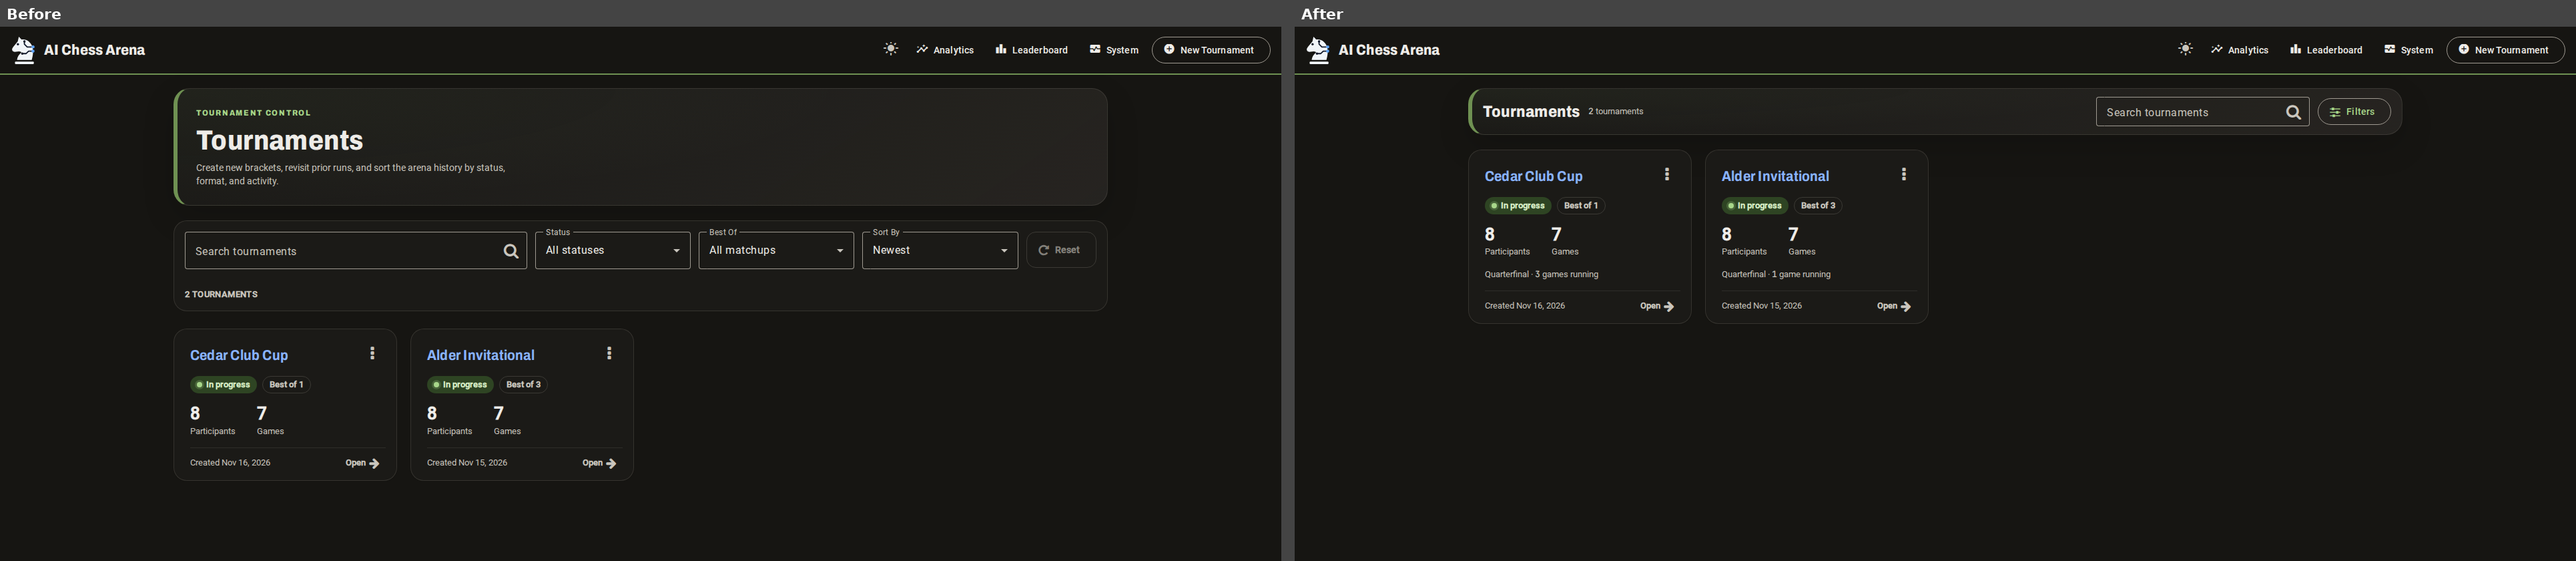 Before
AI Chess Arena
Analytics
Leaderboard
System
New Tournament
TOURNAMENT CONTROL
Tournaments
Create new brackets, revisit prior runs, and sort the arena history by status,
format, and activity.
Search tournaments
Status
All statuses
Best Of
All matchups
Sort By
Newest
Reset
2 TOURNAMENTS
Cedar Club Cup
In progress
Best of 1
8
7
Participants
Games
Created Nov 16, 2026
Open
Alder Invitational
In progress
Best of 3
8
7
Participants
Games
Created Nov 15, 2026
Open
After
AI Chess Arena
Analytics
Leaderboard
System
New Tournament
Tournaments
2 tournaments
Search tournaments
Filters
Cedar Club Cup
In progress
Best of 1
8
7
Participants
Games
Quarterfinal · 3 games running
Created Nov 16, 2026
Open
Alder Invitational
In progress
Best of 3
8
7
Participants
Games
Quarterfinal · 1 game running
Created Nov 15, 2026
Open